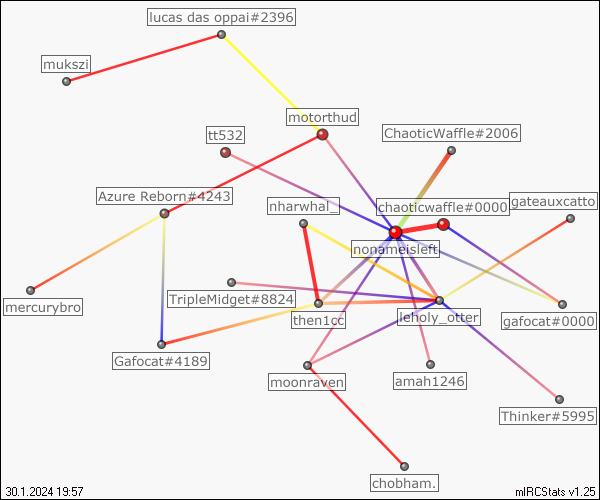 lucas das oppai#2396
mukszi
motorthud
tt532
ChaoticWaffle#2006
Azure Reborn#4243
nharwhal_
chaoticwaffle#0000
gateauxcatto
nopameisleft
mercurybro
TripleMidget#8824
then1cc
leholy_otter
gafocat#0000
Gafocat#4189
moonraven
amah1246
Thinker#5995
chobham.
30.1.2024 19:57
mIRCStats v1.25